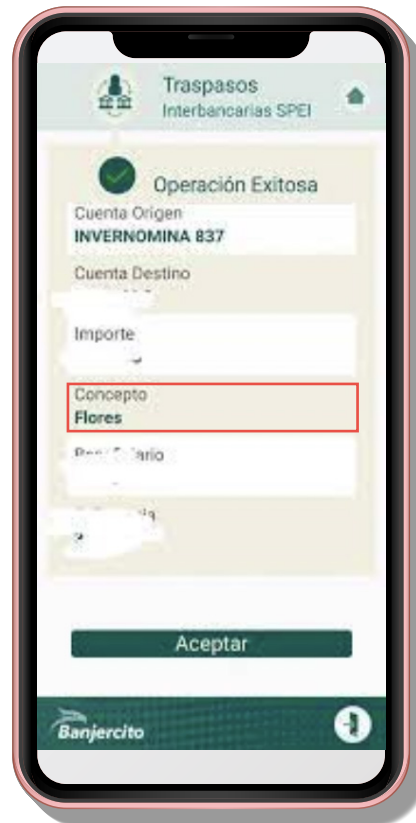 Traspasos
Interbancarias SPEI
Operación Exitosa
Cuenta Origen
INVERNOMINA 837
Cuenta Destino
Importe
Concepto
Flores
Aceptar
Banjercito